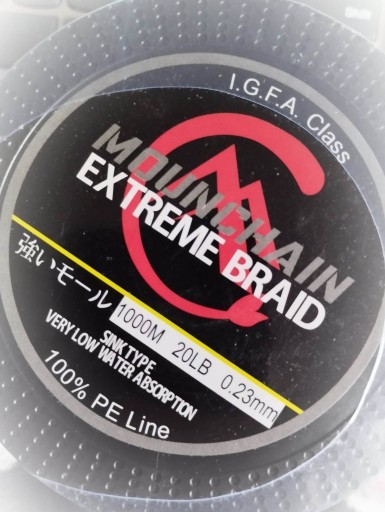 I.G.F.A. Class
MOUNCHAIN
EXTREME BRAID
強いモール
1000M 20LB 0.23mm
SINK TYPE
VERY LOW WATER ABSORPTION
100% PE Line